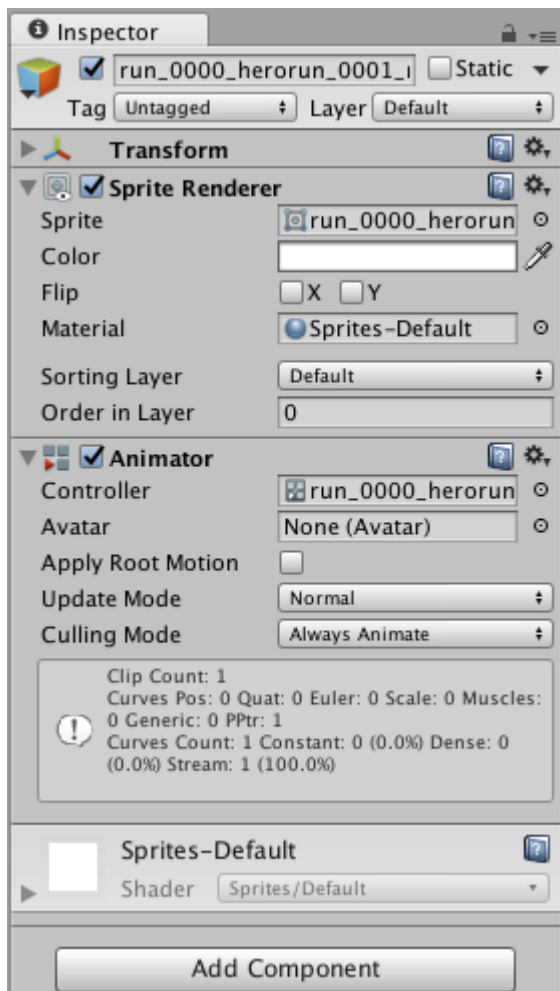 Inspector
run_0000_herorun_0001_ Static
Tag Untagged Layer Default
Transform
Sprite Renderer
Sprite run_0000_herorun
Color
Flip X Y
Material Sprites-Default
Sorting Layer Default
Order in Layer 0
Animator
Controller run_0000_herorun
Avatar None (Avatar)
Apply Root Motion
Update Mode Normal
Culling Mode Always Animate
Clip Count: 1
Curves Pos: 0 Quat: 0 Euler: 0 Scale: 0 Muscles:
0 Generic: 0 PPtr: 1
Curves Count: 1 Constant: 0 (0.0%) Dense: 0
(0.0%) Stream: 1 (100.0%)
Sprites-Default
Shader Sprites/Default
Add Component